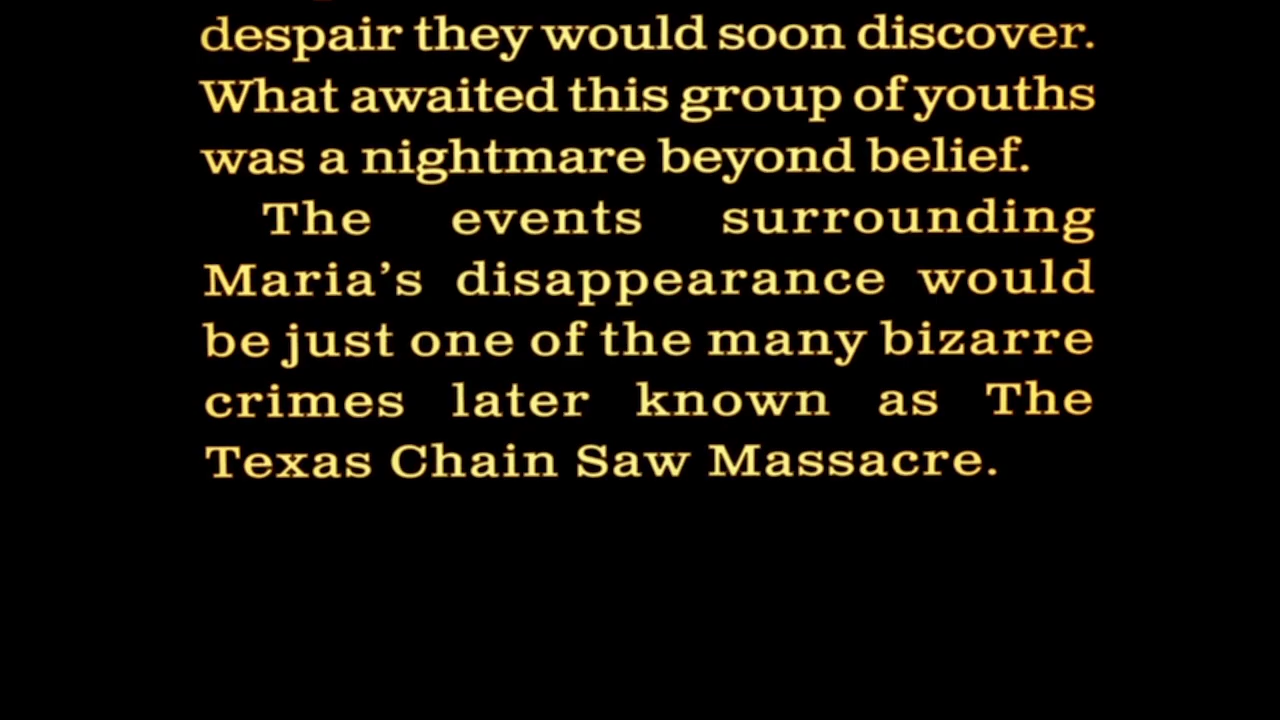 despair they would soon discover.
What awaited this group of youths
was a nightmare beyond belief.
The events surrounding
Maria’s disappearance would
be just one of the many bizarre
crimes later known as The
Texas Chain Saw Massacre.